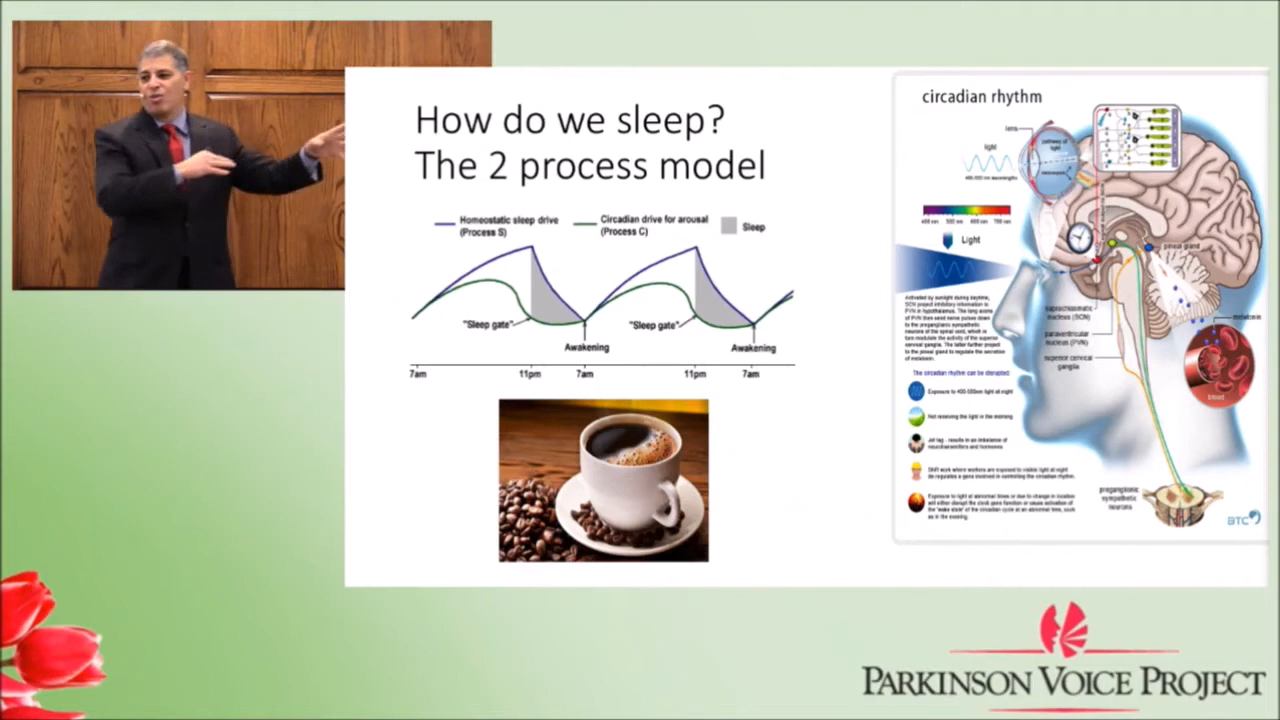 How do we sleep?
The 2 process model
Homeostatic sleep drive
(Process S)
Circadian drive for arousal
(Process C)
Sleep
"Sleep gate"
"Sleep gate"
Awakening
Awakening
7am
11pm
7am
11pm
7am
circadian rhythm
lens
light
pathway of
light
400 nm
500 nm
600 nm
700 nm
Light
pineal gland
suprachiasmatic
nucleus (SCN)
paraventricular
nucleus (PVN)
superior cervical
ganglia
melatonin
blood
Activated by sunlight during daytime,
SCN project inhibitory information to
PVN in hypothalamus. The long axons
of PVN then send nerve pulses down
to the preganglionic sympathetic
neurons of the spinal cord, which in
turn modulate the activity of the superior
cervical ganglia. The latter further project
to the pineal gland to regulate the secretion
of melatonin.
The circadian rhythm can be disrupted:
Exposure to 400-500nm light at night
Not receiving the light in the morning
Jet lag - results in an imbalance of
neurotransmitters and hormones
Shift work where workers are exposed to visible light at night
de-regulates a gene involved in controlling the circadian rhythm.
Exposure to light at abnormal times or due to change in location
will either disrupt the clock gene function or cause activation of
the 'wake state' of the circadian cycle at an abnormal time, such
as in the evening.
preganglionic
sympathetic
neurons
BTC
PARKINSON VOICE PROJECT